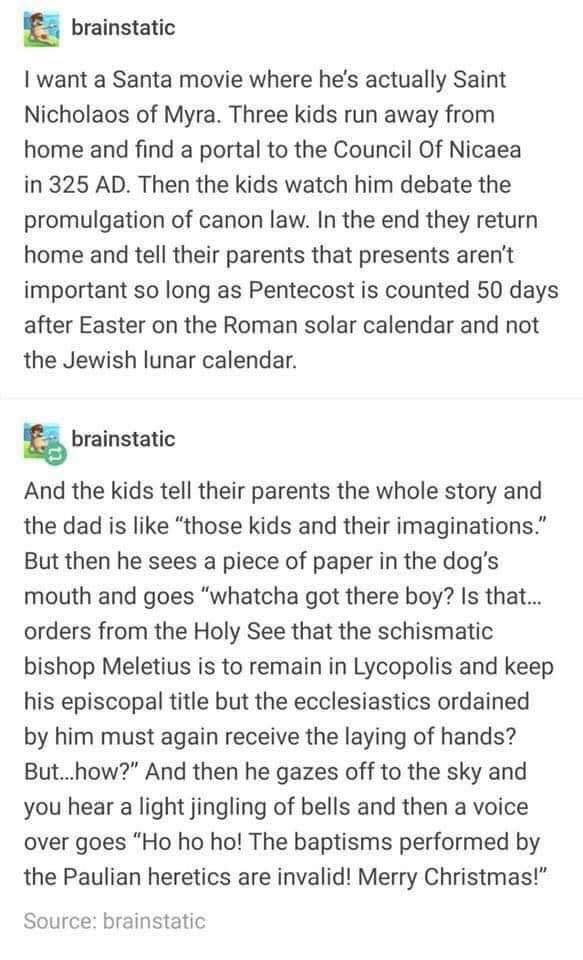 brainstatic
I want a Santa movie where he's actually Saint
Nicholaos of Myra. Three kids run away from
home and find a portal to the Council Of Nicaea
in 325 AD. Then the kids watch him debate the
promulgation of canon law. In the end they return
home and tell their parents that presents aren't
important so long as Pentecost is counted 50 days
after Easter on the Roman solar calendar and not
the Jewish lunar calendar.
brainstatic
And the kids tell their parents the whole story and
the dad is like “those kids and their imaginations.”
But then he sees a piece of paper in the dog's
mouth and goes “whatcha got there boy? Is that…
orders from the Holy See that the schismatic
bishop Meletius is to remain in Lycopolis and keep
his episcopal title but the ecclesiastics ordained
by him must again receive the laying of hands?
But…how?” And then he gazes off to the sky and
you hear a light jingling of bells and then a voice
over goes “Ho ho ho! The baptisms performed by
the Paulian heretics are invalid! Merry Christmas!”
Source: brainstatic